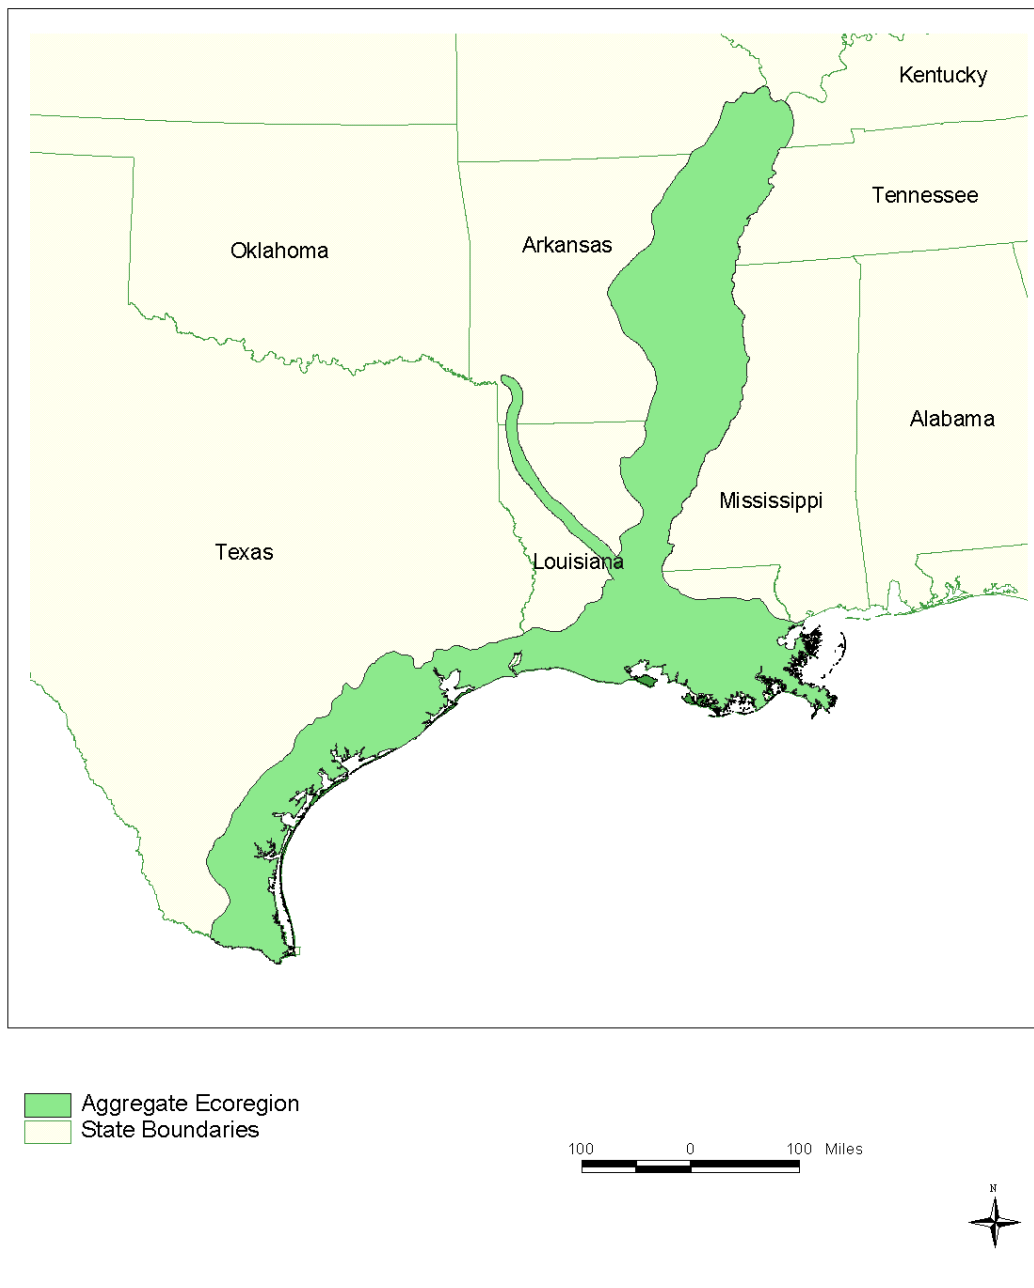 Kentucky
Tennessee
Oklahoma
Arkansas
Alabama
Mississippi
Texas
Louisiana
Aggregate Ecoregion
State Boundaries
100 0 100 Miles
N